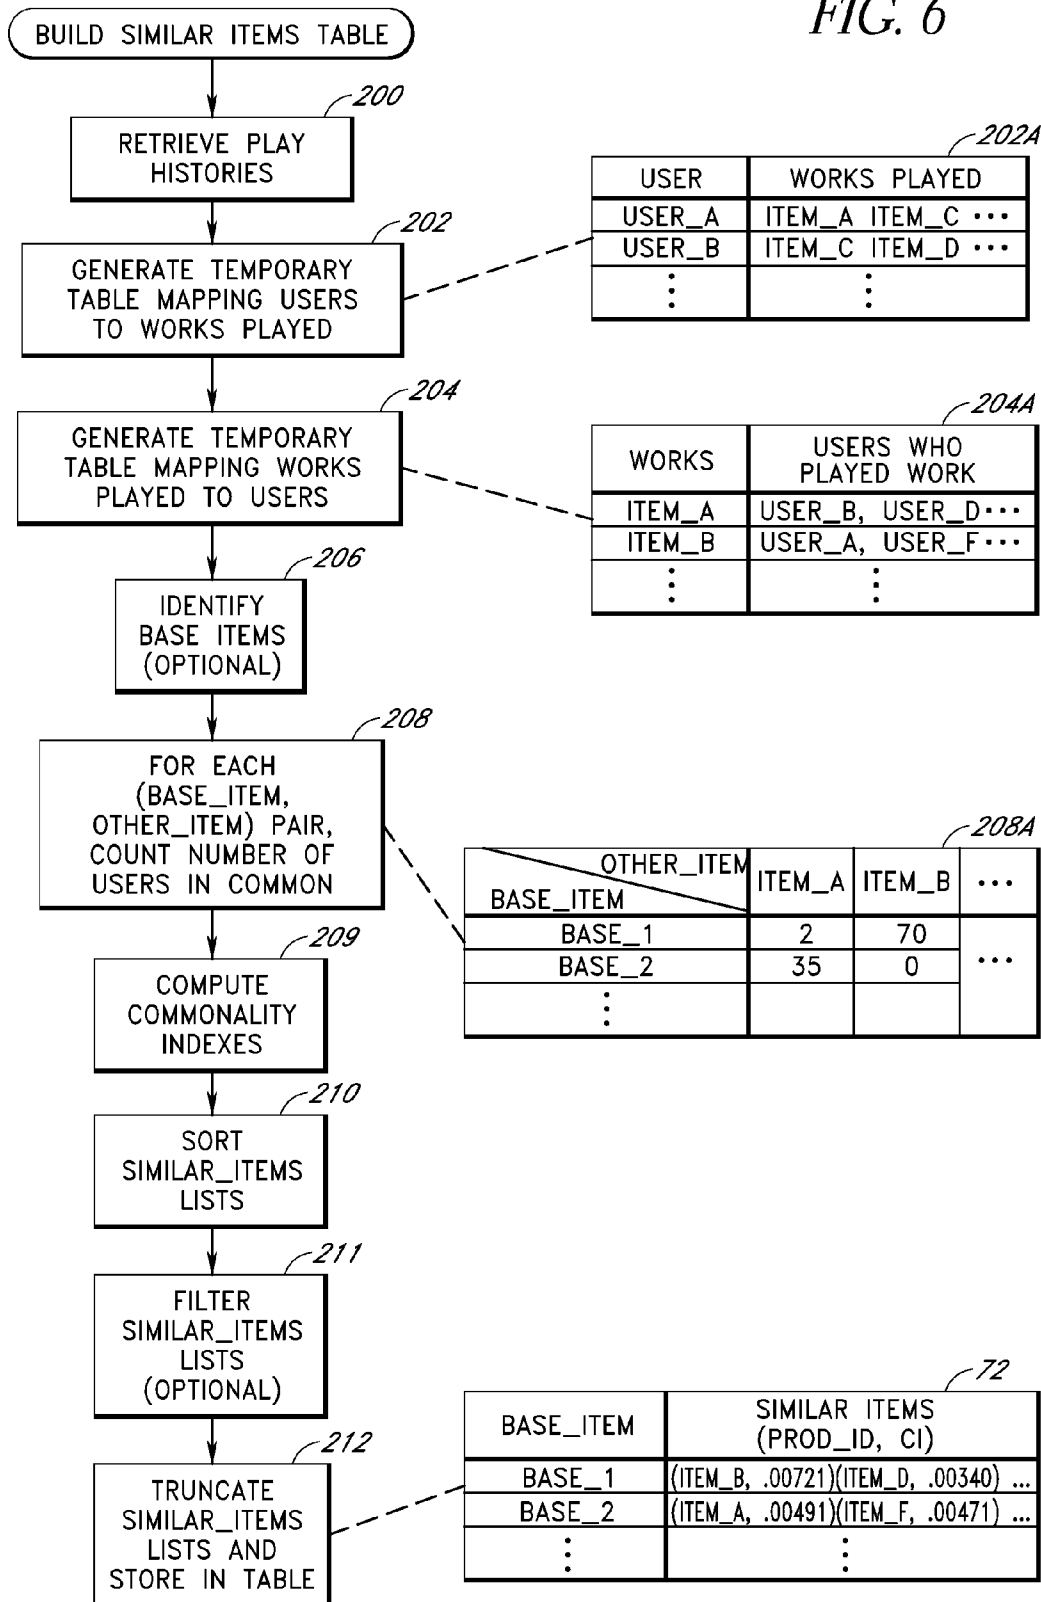 FIG. 6
BUILD SIMILAR ITEMS TABLE
200
RETRIEVE PLAY
HISTORIES
202
GENERATE TEMPORARY
TABLE MAPPING USERS
TO WORKS PLAYED
202A
USER WORKS PLAYED
USER_A ITEM_A ITEM_C •••
USER_B ITEM_C ITEM_D •••
204
GENERATE TEMPORARY
TABLE MAPPING WORKS
PLAYED TO USERS
204A
WORKS USERS WHO
PLAYED WORK
ITEM_A USER_B, USER_D•••
ITEM_B USER_A, USER_F•••
206
IDENTIFY
BASE ITEMS
(OPTIONAL)
208
FOR EACH
(BASE_ITEM,
OTHER_ITEM) PAIR,
COUNT NUMBER OF
USERS IN COMMON
208A
OTHER_ITEM
BASE_ITEM
ITEM_A ITEM_B •••
BASE_1 2 70
BASE_2 35 0 •••
209
COMPUTE
COMMONALITY
INDEXES
210
SORT
SIMILAR_ITEMS
LISTS
211
FILTER
SIMILAR_ITEMS
LISTS
(OPTIONAL)
212
TRUNCATE
SIMILAR_ITEMS
LISTS AND
STORE IN TABLE
72
BASE_ITEM SIMILAR ITEMS
(PROD_ID, CI)
BASE_1 (ITEM_B, .00721)(ITEM_D, .00340) ...
BASE_2 (ITEM_A, .00491)(ITEM_F, .00471) ...